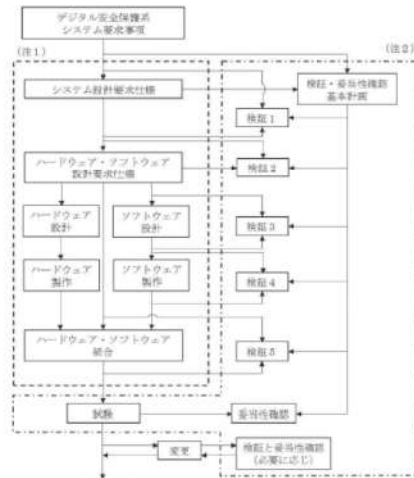 デジタル安全保護系
システム要求事項
(注1)
(注2)
システム設計要求仕様
検証・妥当性確認
基本計画
検証1
ハードウェア・ソフトウェア
設計要求仕様
検証2
ハードウェア
設計
ソフトウェア
設計
検証3
ハードウェア
製作
ソフトウェア
製作
検証4
ハードウェア・ソフトウェア
統合
検証5
試験
妥当性確認
変更
検証と妥当性確認
(必要に応じ)